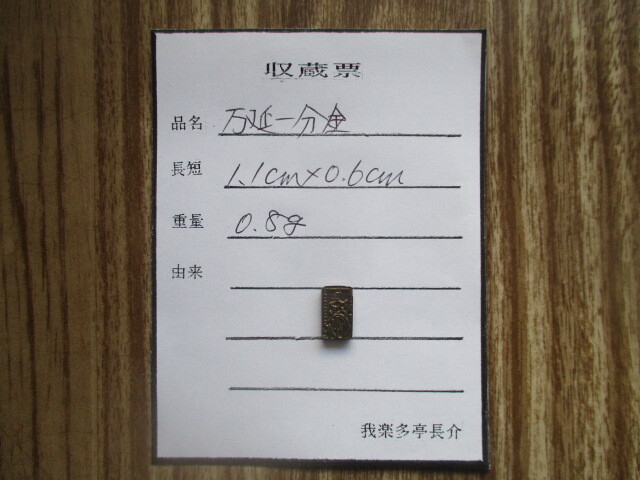 収蔵票
品名 万延一分金
長短 1.1cm×0.6cm
重量 0.8g
由来
我楽多亭長介